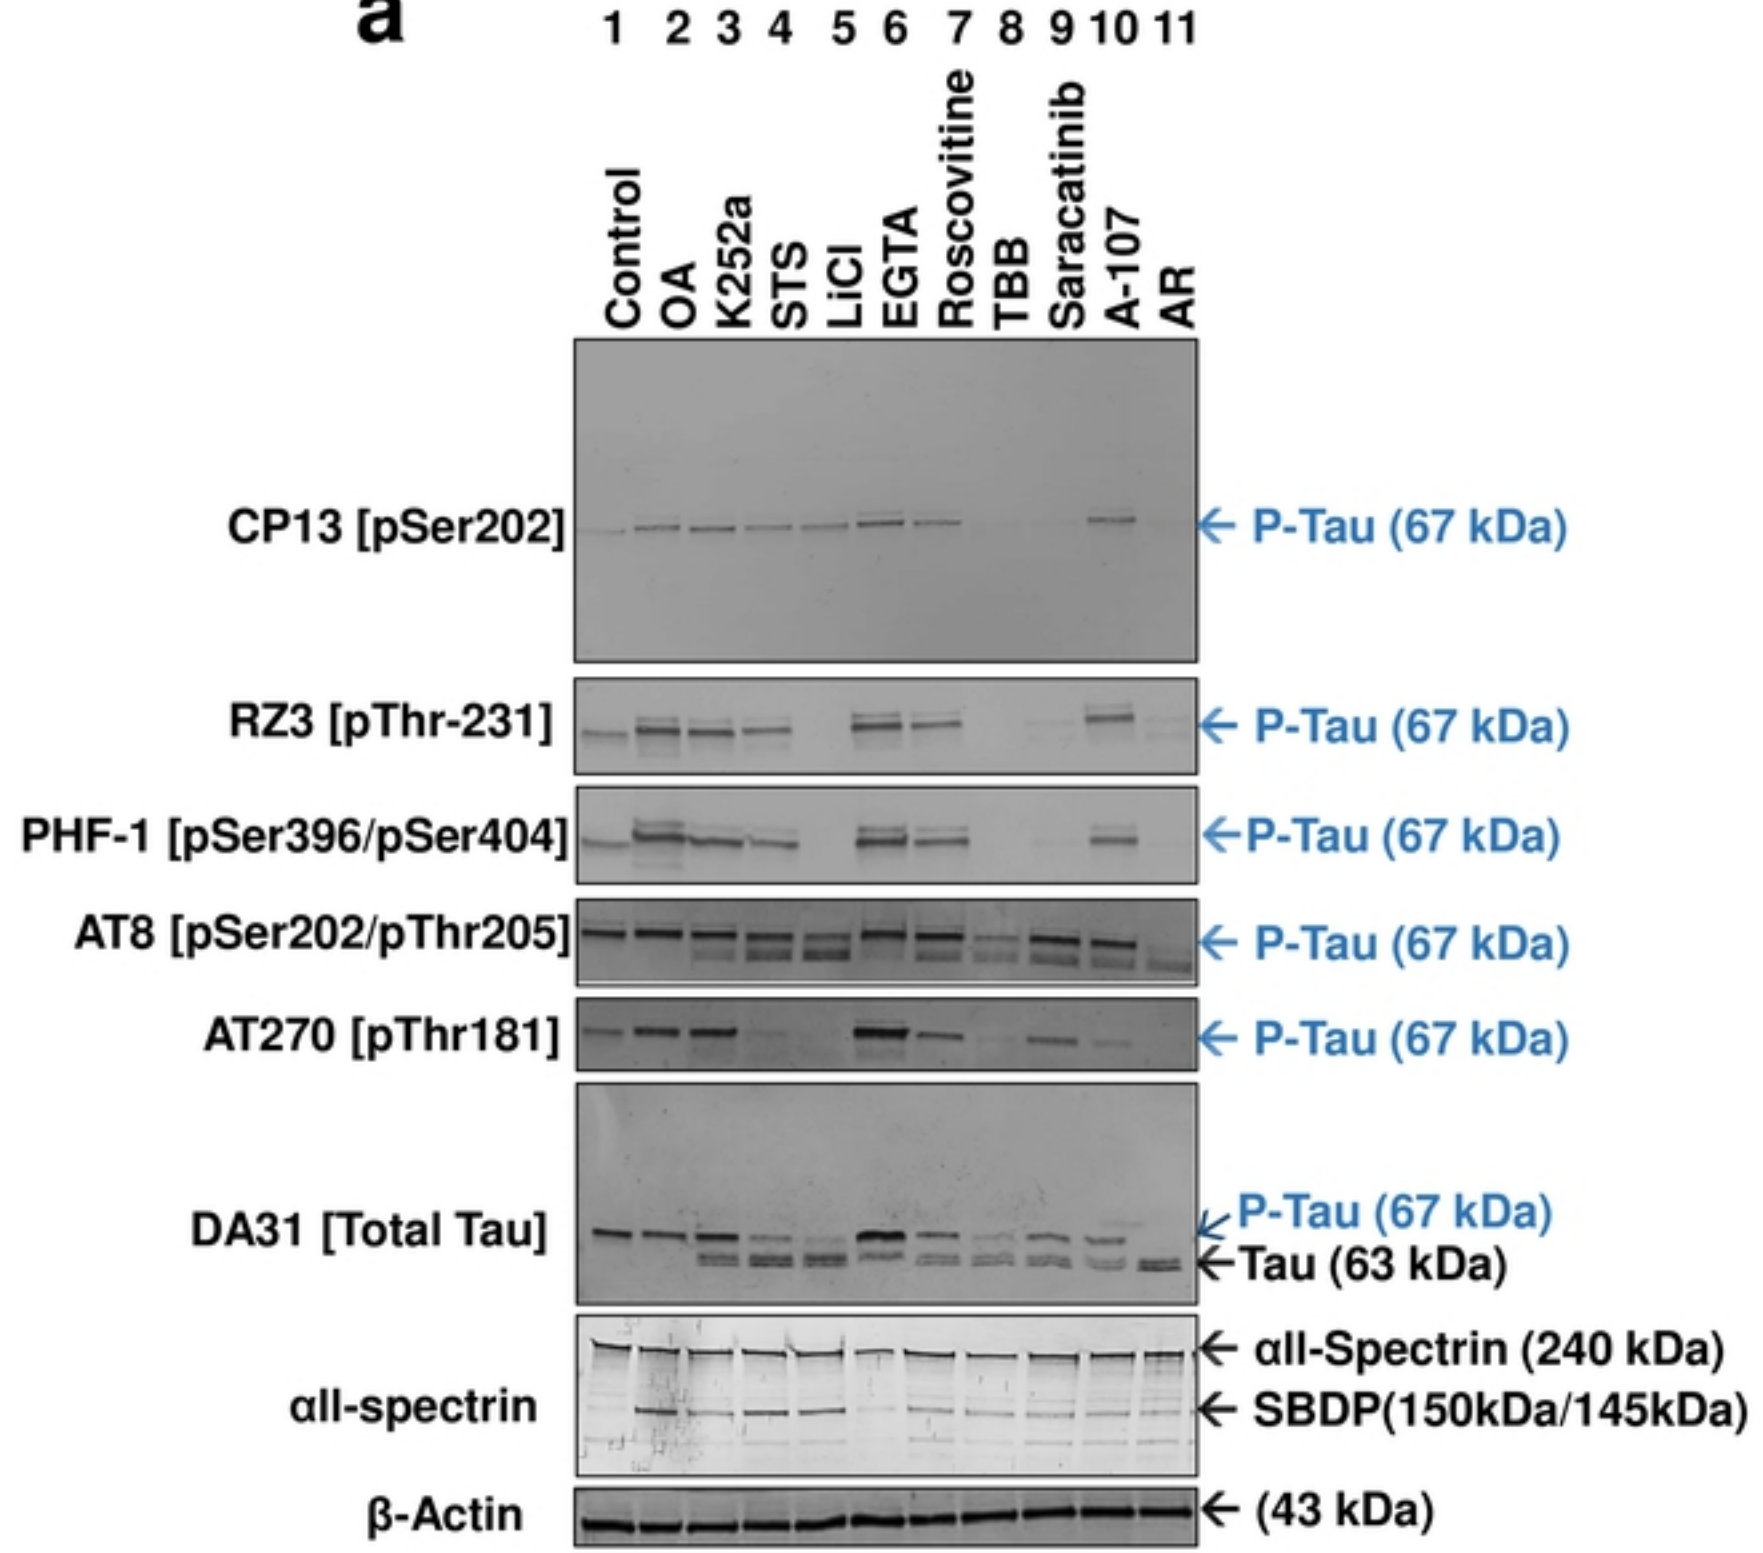 a
1 2 3 4 5 6 7 8 9 10 11
Control
OA
K252a
STS
LiCl
EGTA
Roscovitine
TBB
Saracatinib
A-107
AR
CP13 [pSer202] ← P-Tau (67 kDa)
RZ3 [pThr-231] ← P-Tau (67 kDa)
PHF-1 [pSer396/pSer404] ←P-Tau (67 kDa)
AT8 [pSer202/pThr205] ← P-Tau (67 kDa)
AT270 [pThr181] ← P-Tau (67 kDa)
P-Tau (67 kDa)
DA31 [Total Tau]
←Tau (63 kDa)
← αII-Spectrin (240 kDa)
αII-spectrin ← SBDP(150kDa/145kDa)
β-Actin ← (43 kDa)